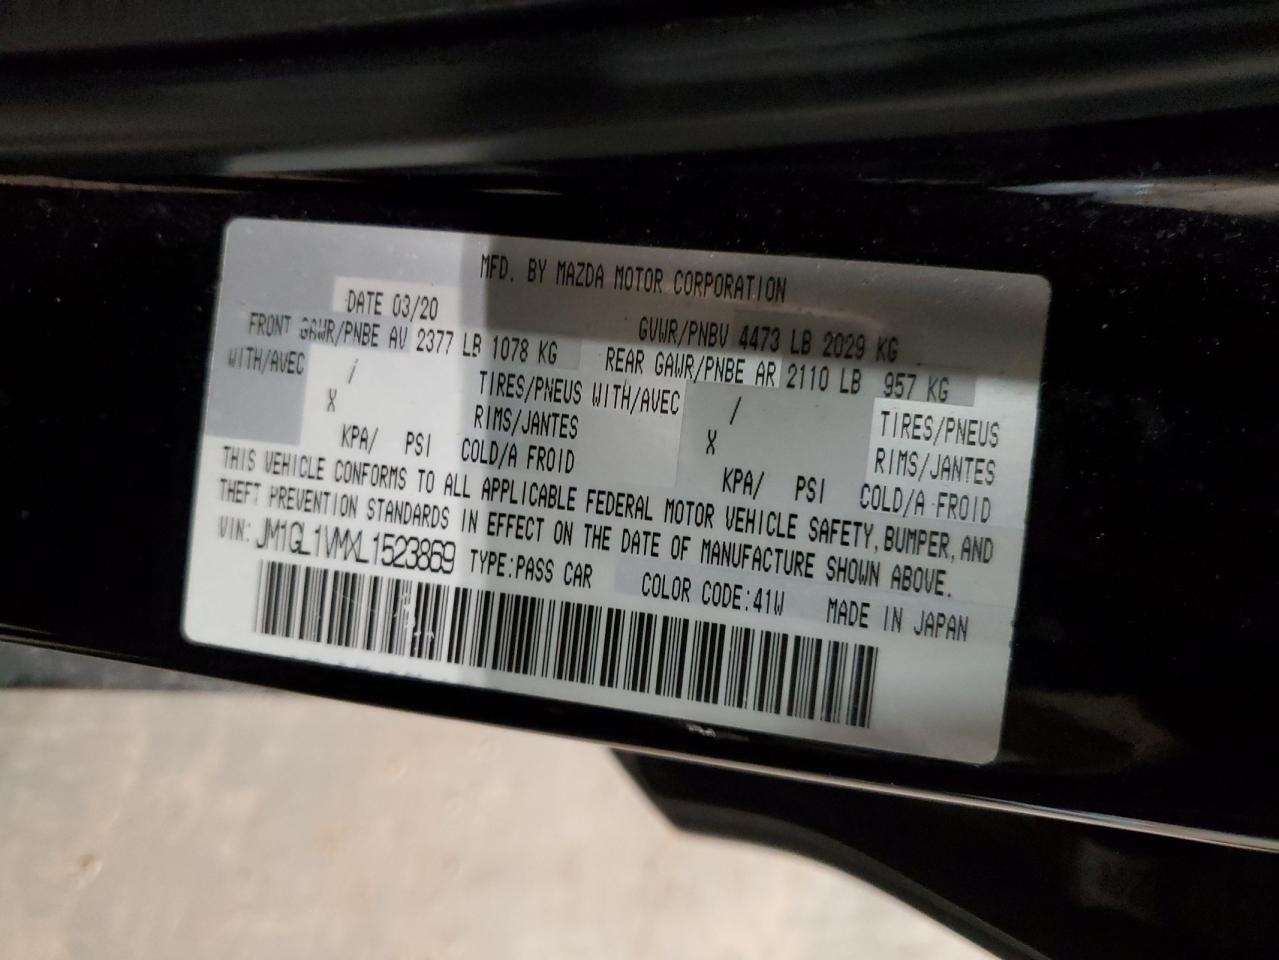 MFD. BY MAZDA MOTOR CORPORATION
DATE 03/20 GVWR/PNBV 4473 LB 2029 KG
FRONT GAWR/PNBE AV 2377 LB 1078 KG REAR GAWR/PNBE AR 2110 LB 957 KG
WITH/AVEC / TIRES/PNEUS WITH/AVEC / TIRES/PNEUS
X RIMS/JANTES X RIMS/JANTES
KPA/ PSI COLD/A FROID KPA/ PSI COLD/A FROID
THIS VEHICLE CONFORMS TO ALL APPLICABLE FEDERAL MOTOR VEHICLE SAFETY, BUMPER, AND
THEFT PREVENTION STANDARDS IN EFFECT ON THE DATE OF MANUFACTURE SHOWN ABOVE.
VIN: JM1GL1VMXL1523869 TYPE:PASS CAR COLOR CODE:41W MADE IN JAPAN